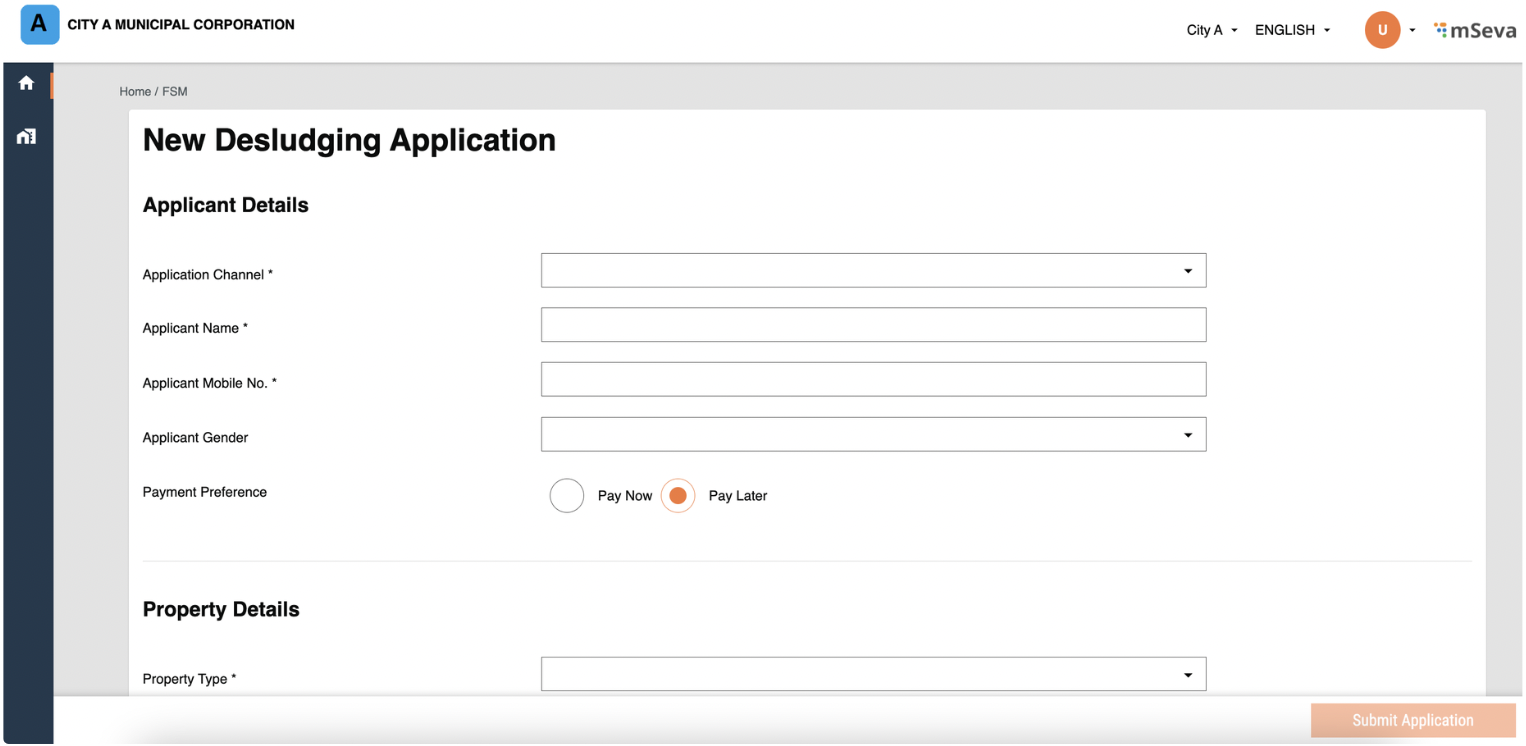 A CITY A MUNICIPAL CORPORATION
City A ENGLISH U mSeva
Home / FSM
New Desludging Application
Applicant Details
Application Channel *
Applicant Name *
Applicant Mobile No. *
Applicant Gender
Payment Preference Pay Now Pay Later
Property Details
Property Type *
Submit Application